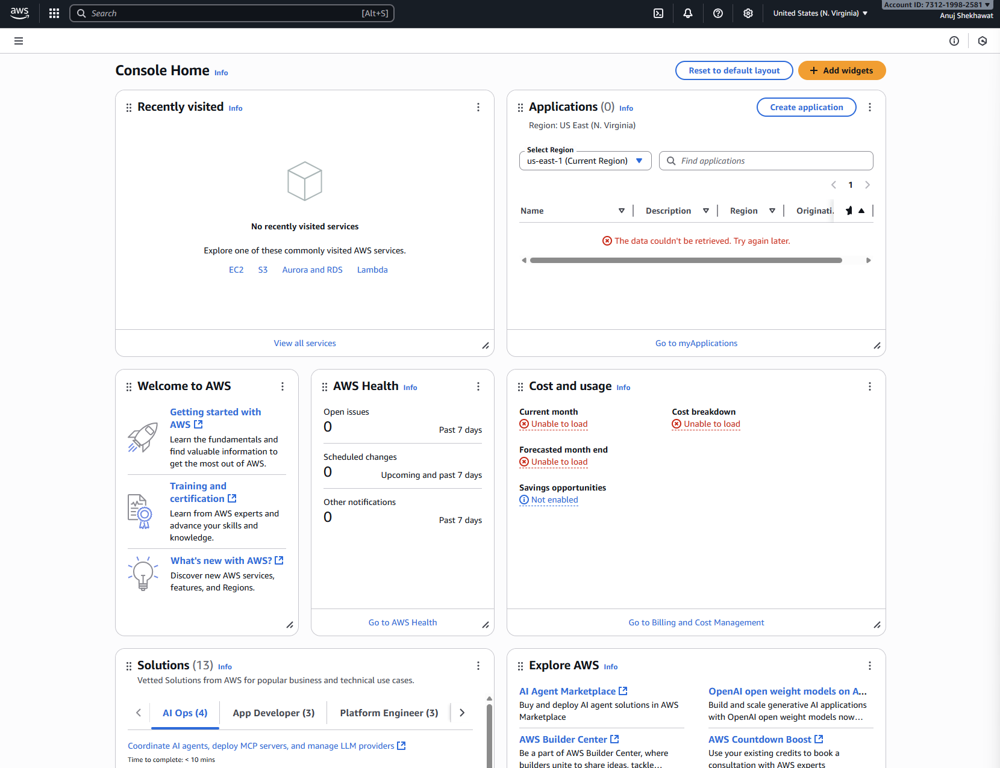 aws
Search
[Alt+S]
United States (N. Virginia)
Account ID: 7312-1998-2581
Anuj Shekhawat
Console Home Info
Reset to default layout
Add widgets
Recently visited Info
No recently visited services
Explore one of these commonly visited AWS services.
EC2 S3 Aurora and RDS Lambda
View all services
Applications (0) Info
Create application
Region: US East (N. Virginia)
Select Region
us-east-1 (Current Region)
Find applications
1
Name Description Region Originati.
The data couldn't be retrieved. Try again later.
Go to myApplications
Welcome to AWS
Getting started with
AWS
Learn the fundamentals and
find valuable information to
get the most out of AWS.
Training and
certification
Learn from AWS experts and
advance your skills and
knowledge.
What's new with AWS?
Discover new AWS services,
features, and Regions.
AWS Health Info
Open issues
0
Past 7 days
Scheduled changes
0
Upcoming and past 7 days
Other notifications
0
Past 7 days
Go to AWS Health
Cost and usage Info
Current month
Unable to load
Cost breakdown
Unable to load
Forecasted month end
Unable to load
Savings opportunities
Not enabled
Go to Billing and Cost Management
Solutions (13) Info
Vetted Solutions from AWS for popular business and technical use cases.
AI Ops (4) App Developer (3) Platform Engineer (3)
Coordinate AI agents, deploy MCP servers, and manage LLM providers
Time to complete: < 10 mins
Explore AWS Info
AI Agent Marketplace
Buy and deploy AI agent solutions in AWS
Marketplace
OpenAI open weight models on A...
Build and scale generative AI applications
with OpenAI open weight models now...
AWS Builder Center
Be a part of AWS Builder Center, where
builders unite to share ideas, tackle...
AWS Countdown Boost
Use your existing credits to book a
consultation with AWS experts